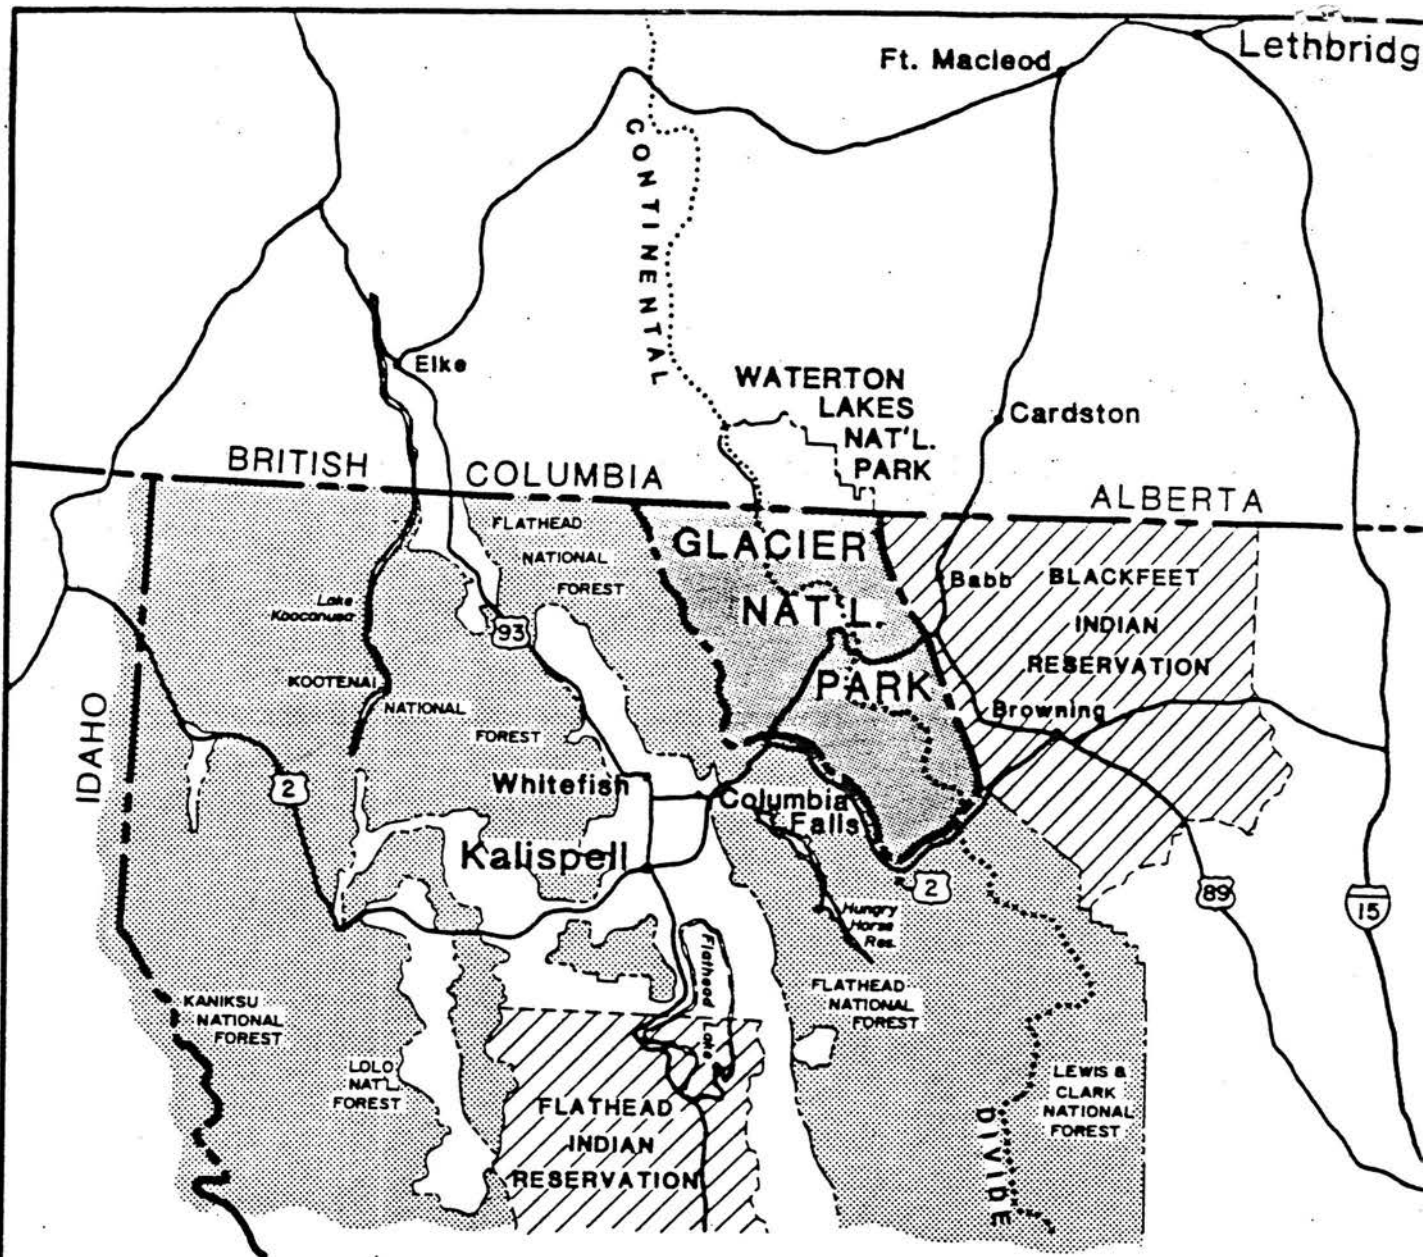 Ft. Macleod
Lethbridg
CONTINENTAL
Elke
WATERTON
LAKES
NAT'L.
PARK
Cardston
BRITISH COLUMBIA
ALBERTA
FLATHEAD
NATIONAL
FOREST
GLACIER
NAT'L.
PARK
Babb
BLACKFEET
INDIAN
RESERVATION
Lake
Koocanusa
93
KOOTENAI
NATIONAL
FOREST
Browning
IDAHO
2
Whitefish
Columbia
Falls
Kalispell
2
89
15
Hungry
Horse
Res.
Flathead Lake
FLATHEAD
NATIONAL
FOREST
KANIKSU
NATIONAL
FOREST
LOLO
NAT'L.
FOREST
LEWIS &
CLARK
NATIONAL
FOREST
FLATHEAD
INDIAN
RESERVATION
DIVIDE